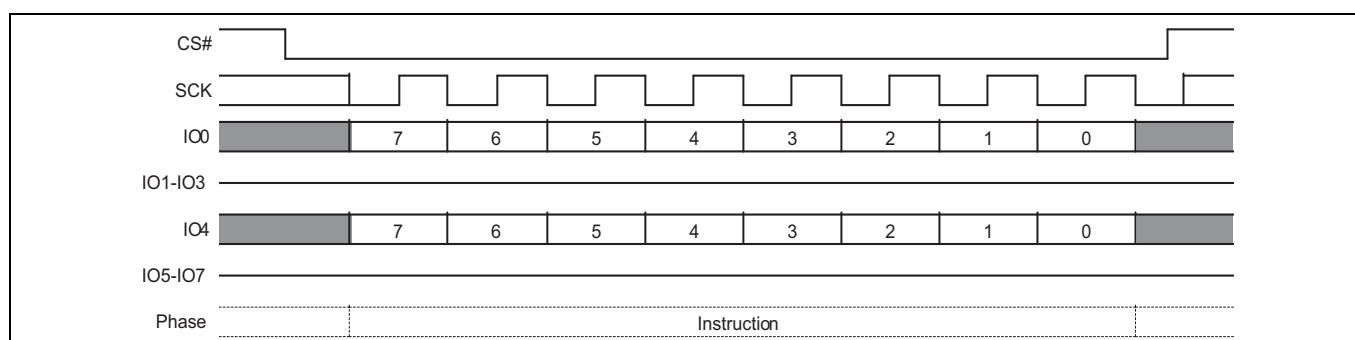 CS#
SCK
IO0 7 6 5 4 3 2 1 0
IO1-IO3
IO4 7 6 5 4 3 2 1 0
IO5-IO7
Phase Instruction